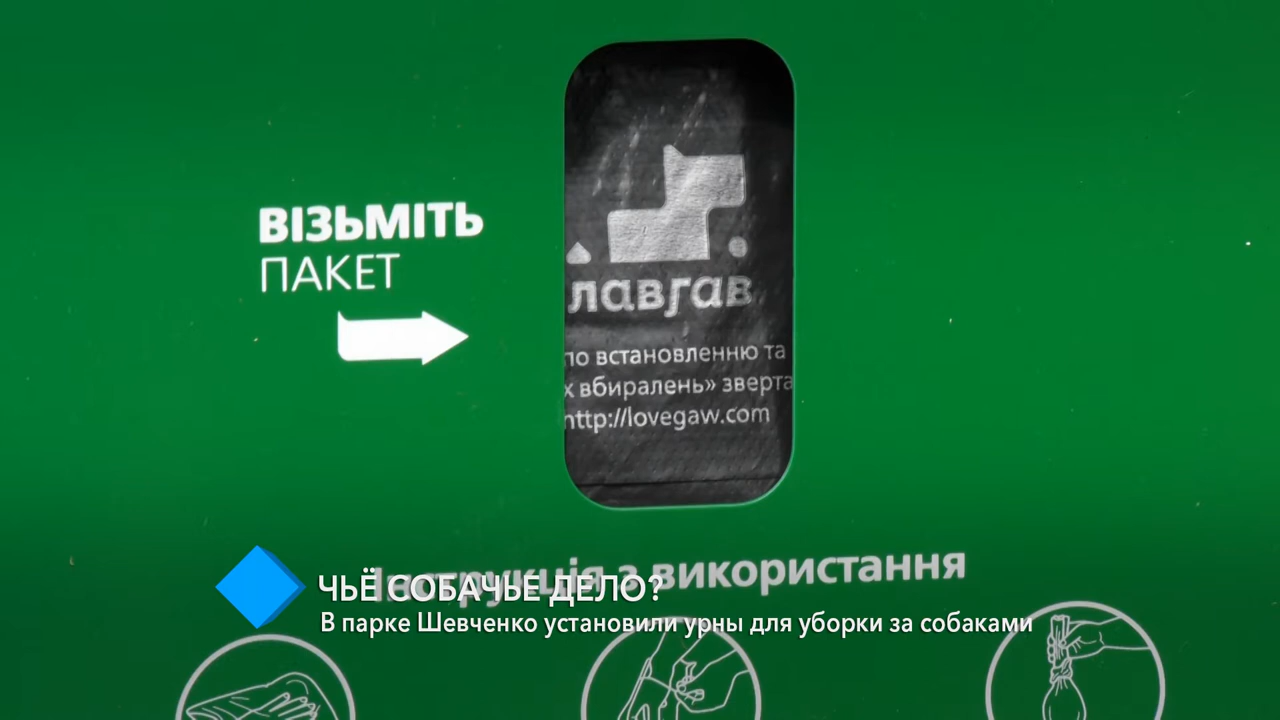 ВІЗЬМІТЬ
ПАКЕТ
лавгав
по встановленню та
х вбиралень» зверта
http://lovegaw.com
Інструкція з використання
ЧЬЁ СОБАЧЬЕ ДЕЛО?
В парке Шевченко установили урны для уборки за собаками